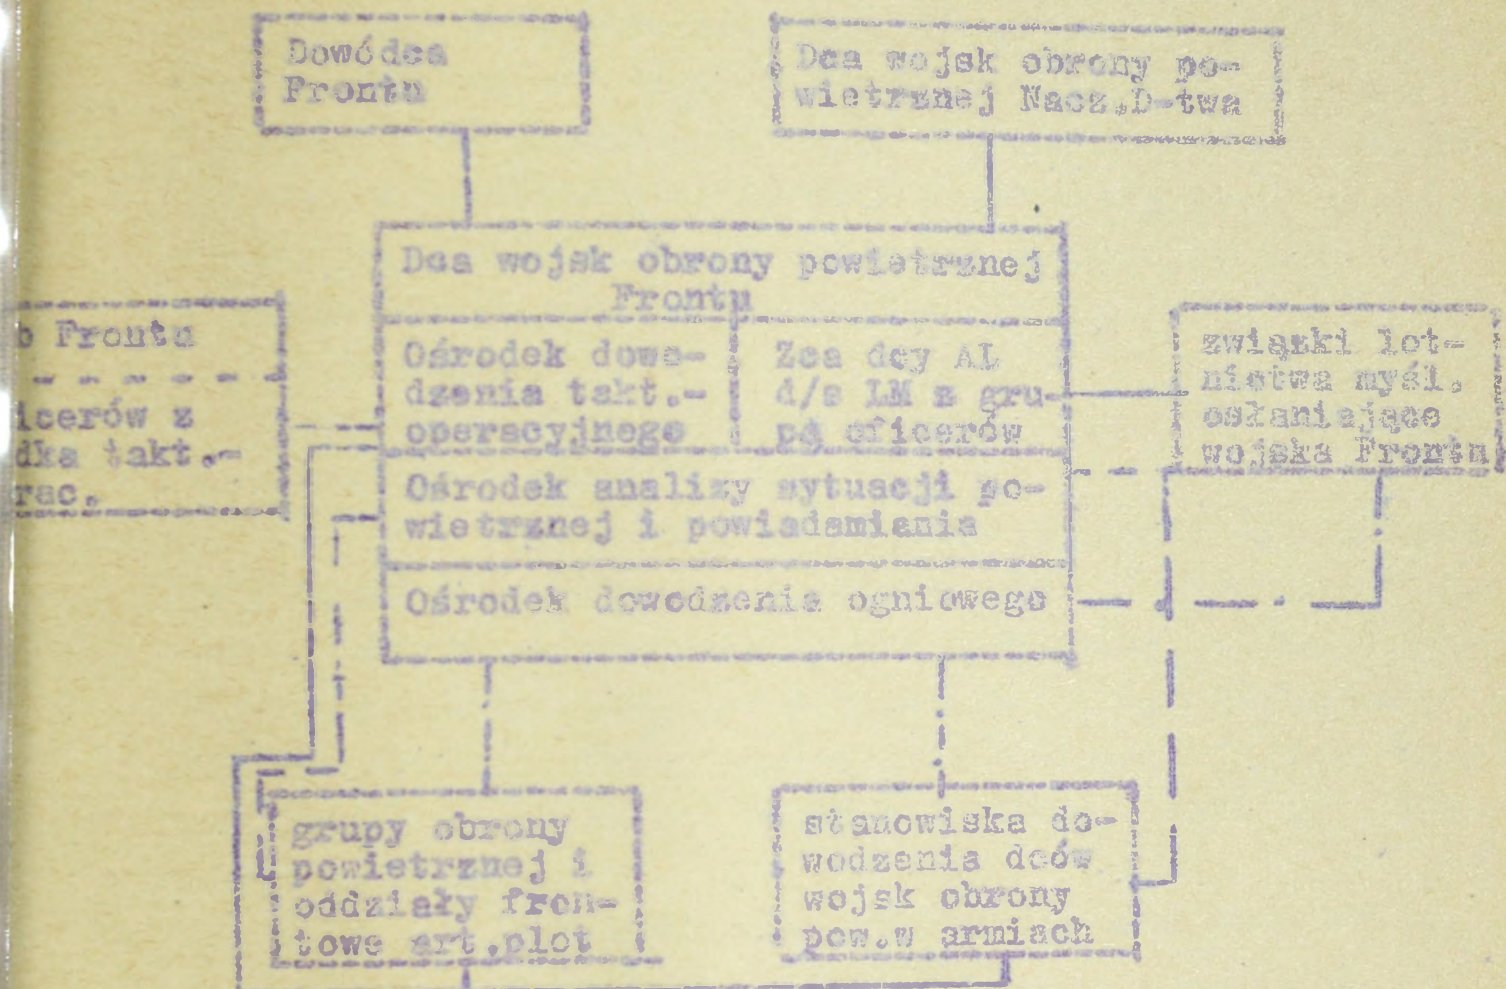 Dowódca
Frontu
Dca wojsk obrony po-
wietrznej Nacz.D-twa
Dca wojsk obrony powietrznej
Frontu
o Frontu
icerów z
dka takt.-
rac.
Ośrodek dowo-
dzenia takt.-
operacyjnego
Zca dcy AL
d/s LM z gru-
pą oficerów
związki lot-
nictwa myśl.
osłaniające
wojska Frontu
Ośrodek analizy sytuacji po-
wietrznej i powiadamiania
Ośrodek dowodzenia ogniowego
grupy obrony
powietrznej i
oddziały fron-
towe art.plot
stanowiska do-
wodzenia dców
wojsk obrony
pow.w armiach